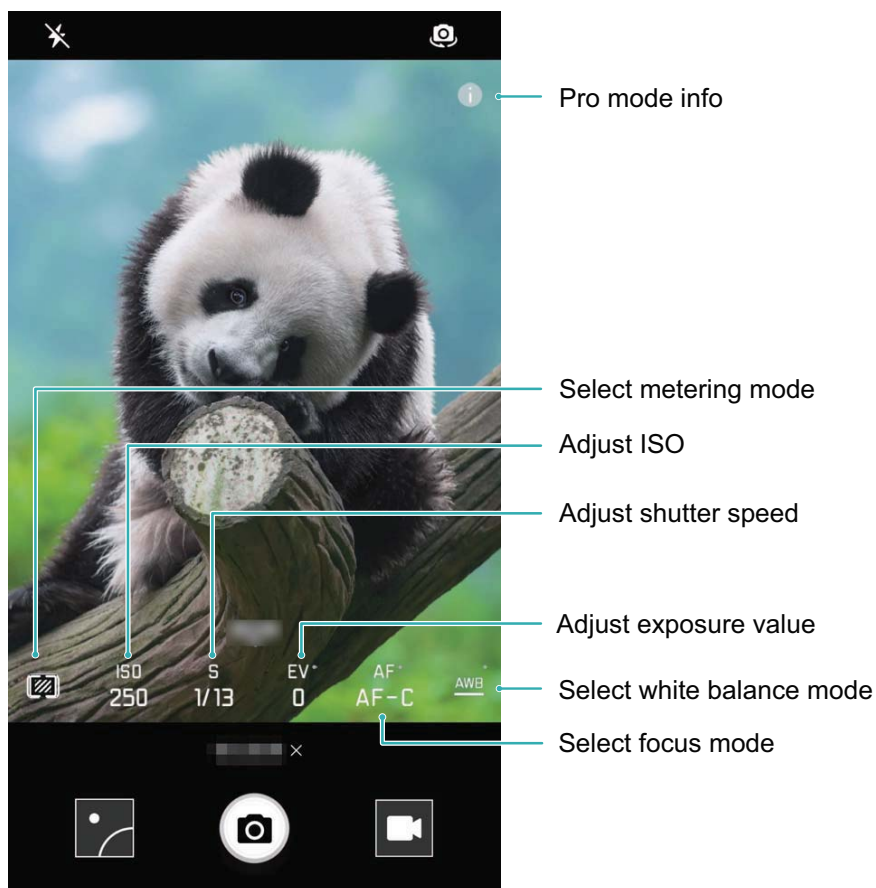 Pro mode info
Select metering mode
Adjust ISO
Adjust shutter speed
Adjust exposure value
ISO S EV AF AWB
250 1/13 0 AF-C
Select white balance mode
Select focus mode